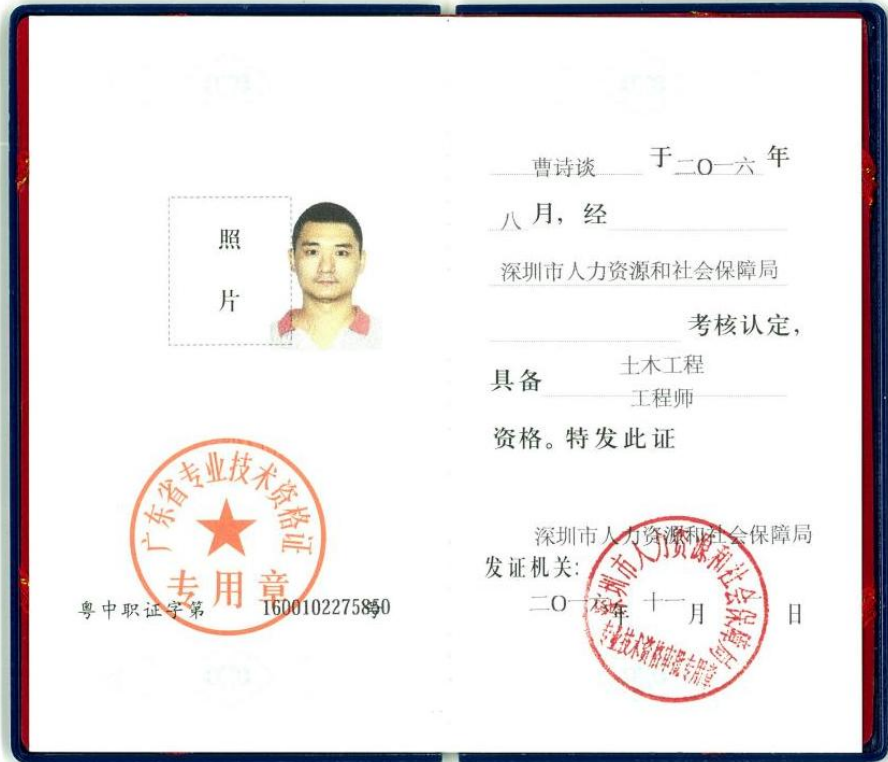 照
片
广东省专业技术资格证
专用章
粤中职证字第 1600102275850 号
曹诗谈 于二O一六年
八月，经
深圳市人力资源和社会保障局
考核认定，
具备 土木工程
工程师
资格。特发此证
深圳市人力资源和社会保障局
发证机关：
二O一六年十一月 日
深圳市人力资源和社会保障局